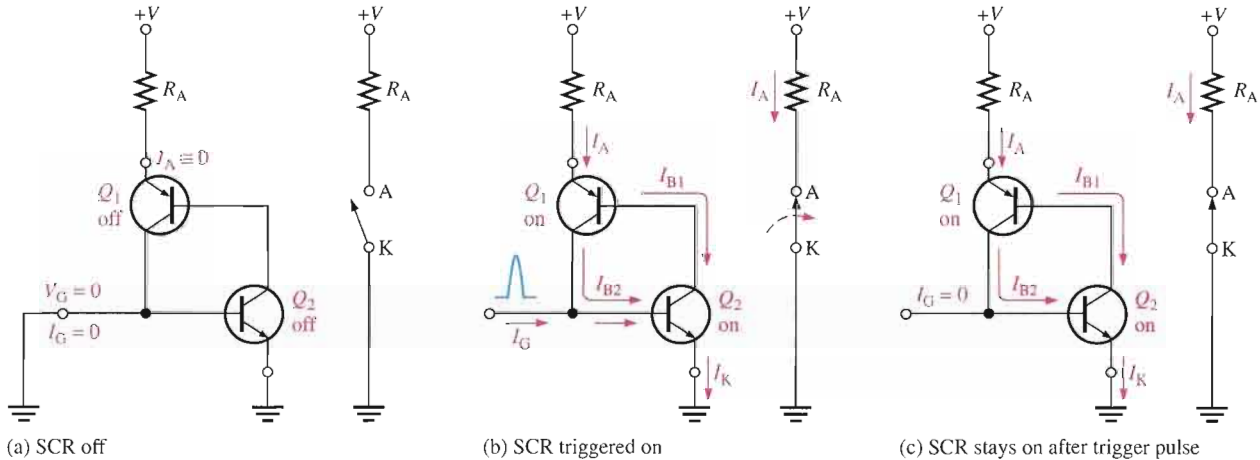 +V
R_A
I_A ≅ 0
Q_1
off
V_G = 0
I_G = 0
Q_2
off
(a) SCR off
+V
R_A
A
K
+V
R_A
I_A
Q_1
on
I_B1
I_B2
I_G
Q_2
on
I_K
(b) SCR triggered on
+V
I_A
R_A
A
K
+V
R_A
I_A
Q_1
on
I_B1
I_G = 0
I_B2
Q_2
on
I_K
(c) SCR stays on after trigger pulse
+V
I_A
R_A
A
K